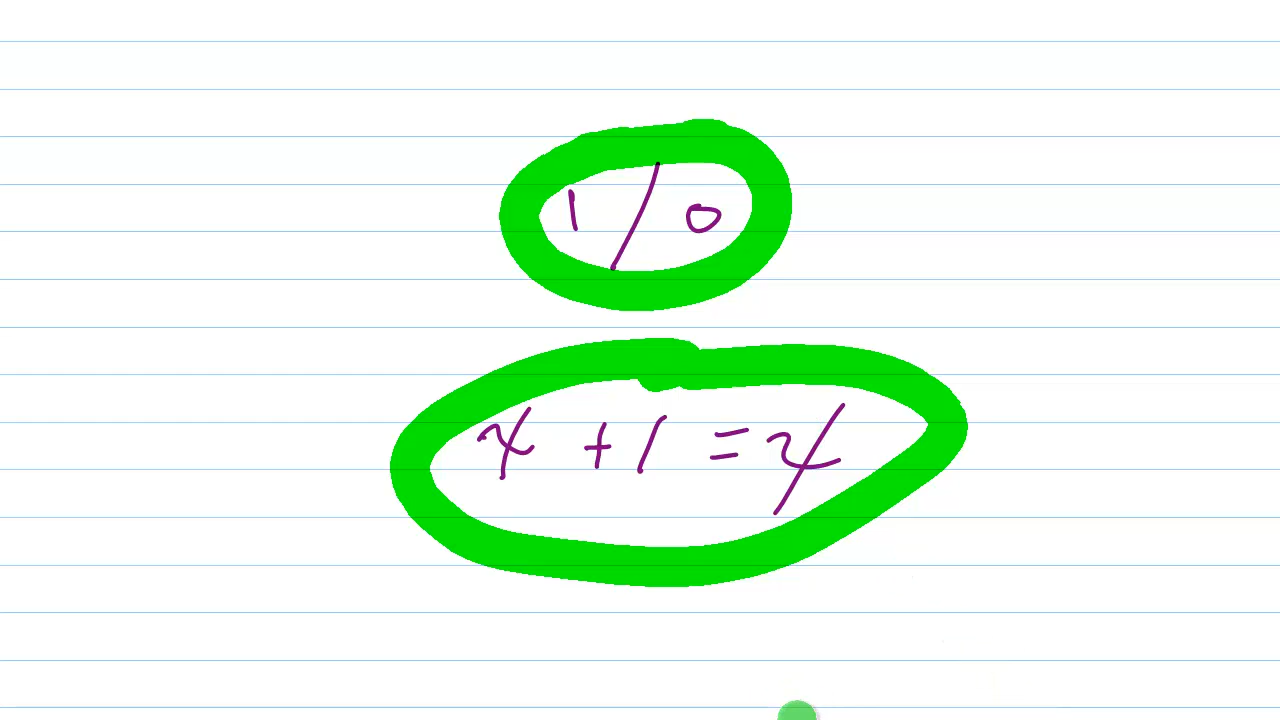 1/0
x + 1 = x